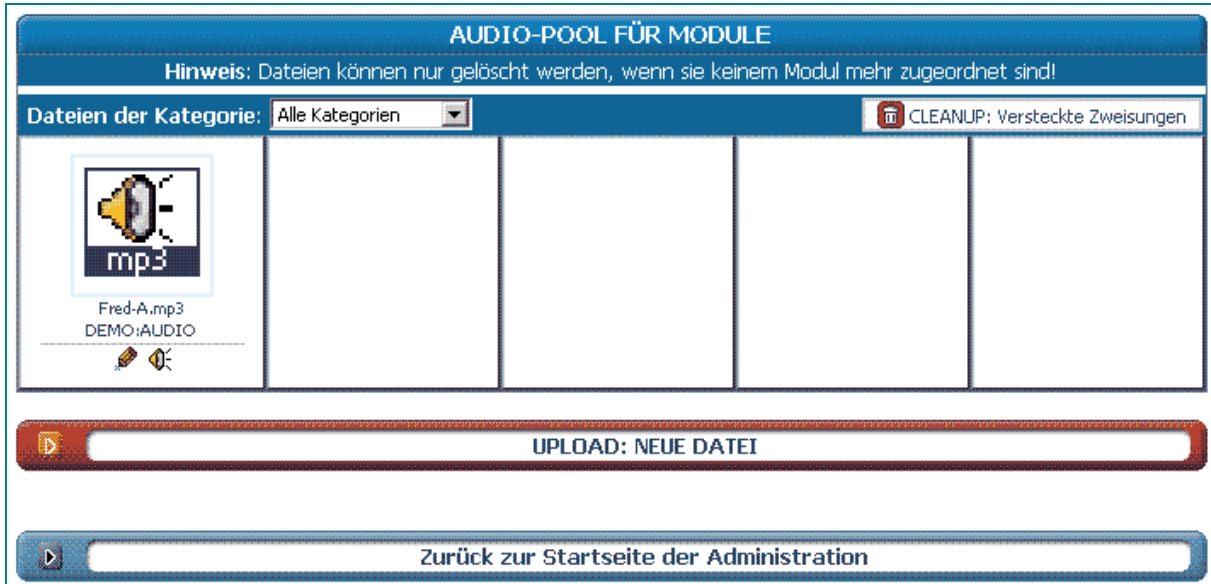 AUDIO-POOL FÜR MODULE
Hinweis: Dateien können nur gelöscht werden, wenn sie keinem Modul mehr zugeordnet sind!
Dateien der Kategorie: Alle Kategorien CLEANUP: Versteckte Zweisungen
mp3
Fred-A.mp3
DEMO:AUDIO
UPLOAD: NEUE DATEI
Zurück zur Startseite der Administration